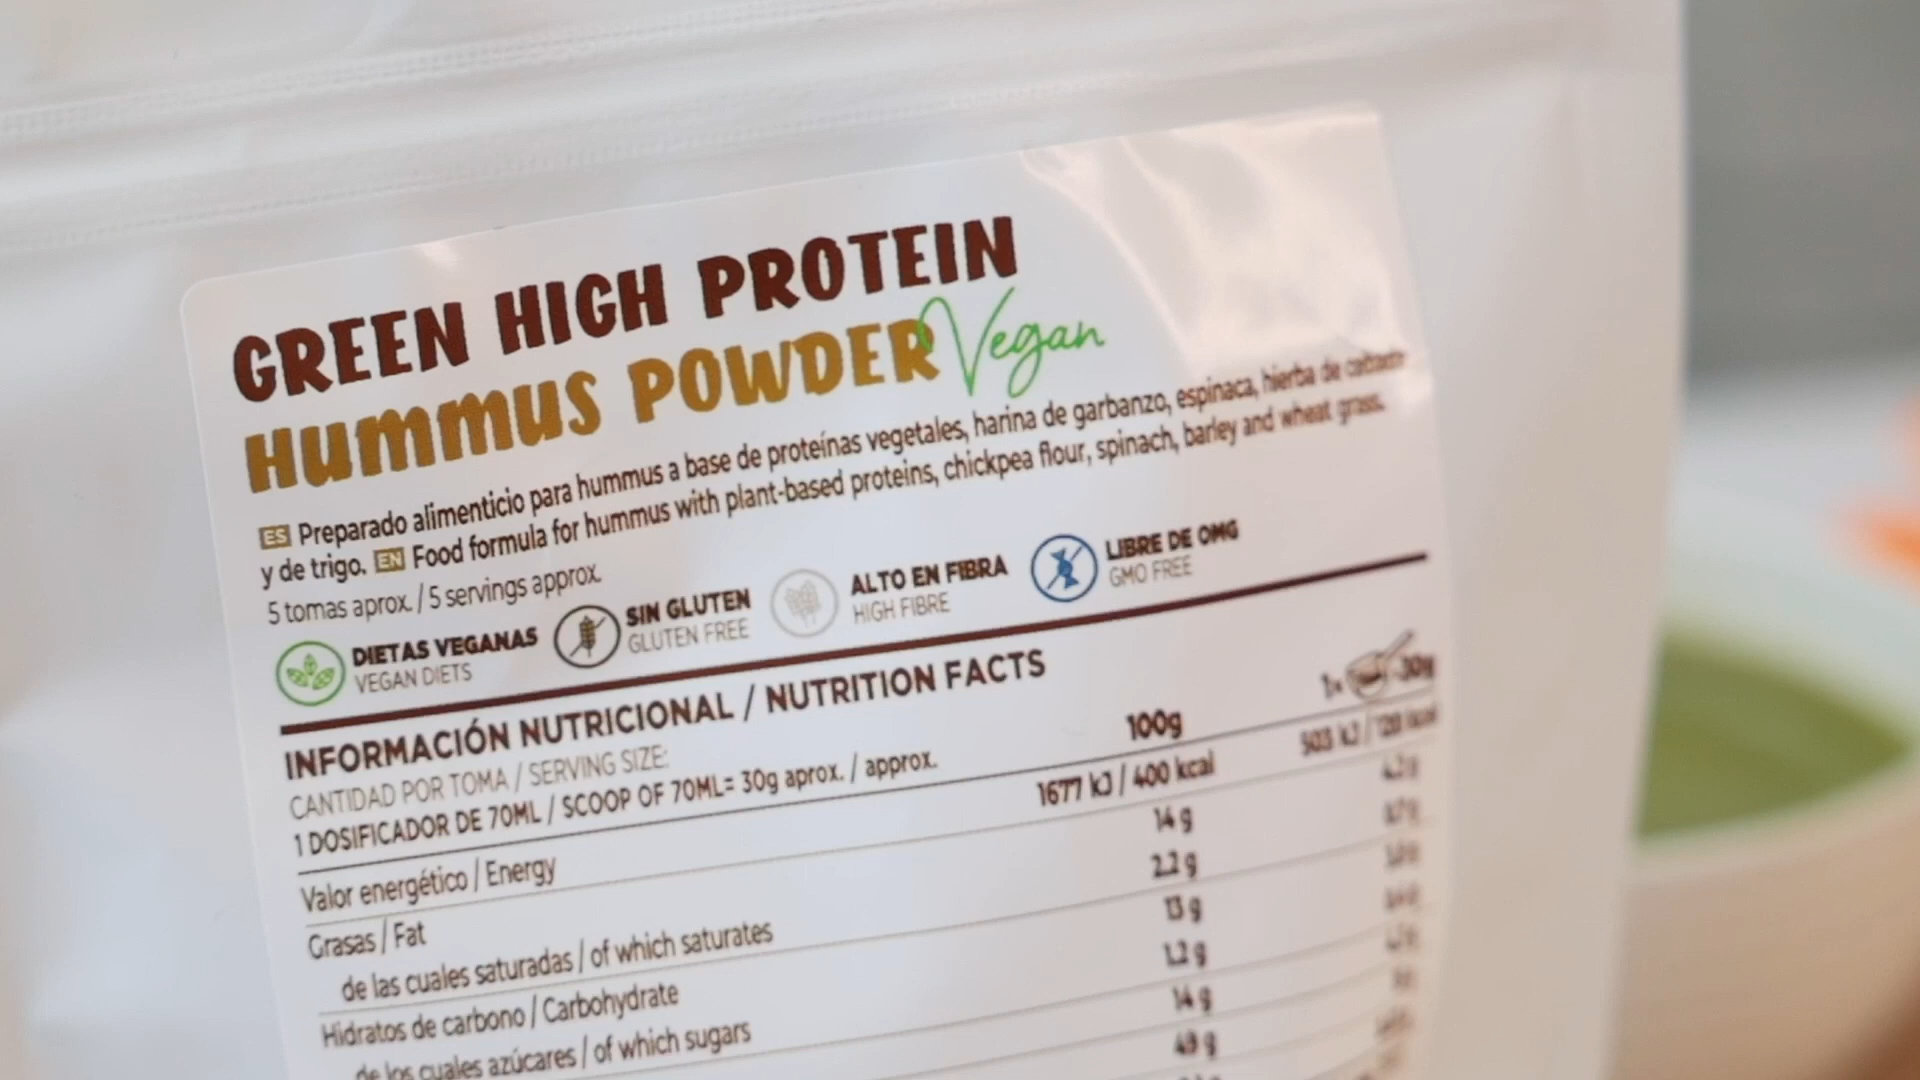 GREEN HIGH PROTEIN
HUMMUS POWDER Vegan
ES Preparado alimenticio para hummus a base de proteínas vegetales, harina de garbanzo, espinaca, hierba de
y de trigo. EN Food formula for hummus with plant-based proteins, chickpea flour, spinach, barley and wheat grass.
5 tomas aprox. / 5 servings approx.
DIETAS VEGANAS
VEGAN DIETS
SIN GLUTEN
GLUTEN FREE
ALTO EN FIBRA
HIGH FIBRE
LIBRE DE OMG
GMO FREE
INFORMACIÓN NUTRICIONAL / NUTRITION FACTS
CANTIDAD POR TOMA / SERVING SIZE:
1 DOSIFICADOR DE 70ML / SCOOP OF 70ML= 30g aprox. / approx.
100g
Valor energético / Energy 1677 kJ / 400 kcal
Grasas / Fat 14 g
de las cuales saturadas / of which saturates 2.2 g
Hidratos de carbono / Carbohydrate 13 g
de los cuales azúcares / of which sugars 1.2 g
14 g
49 g